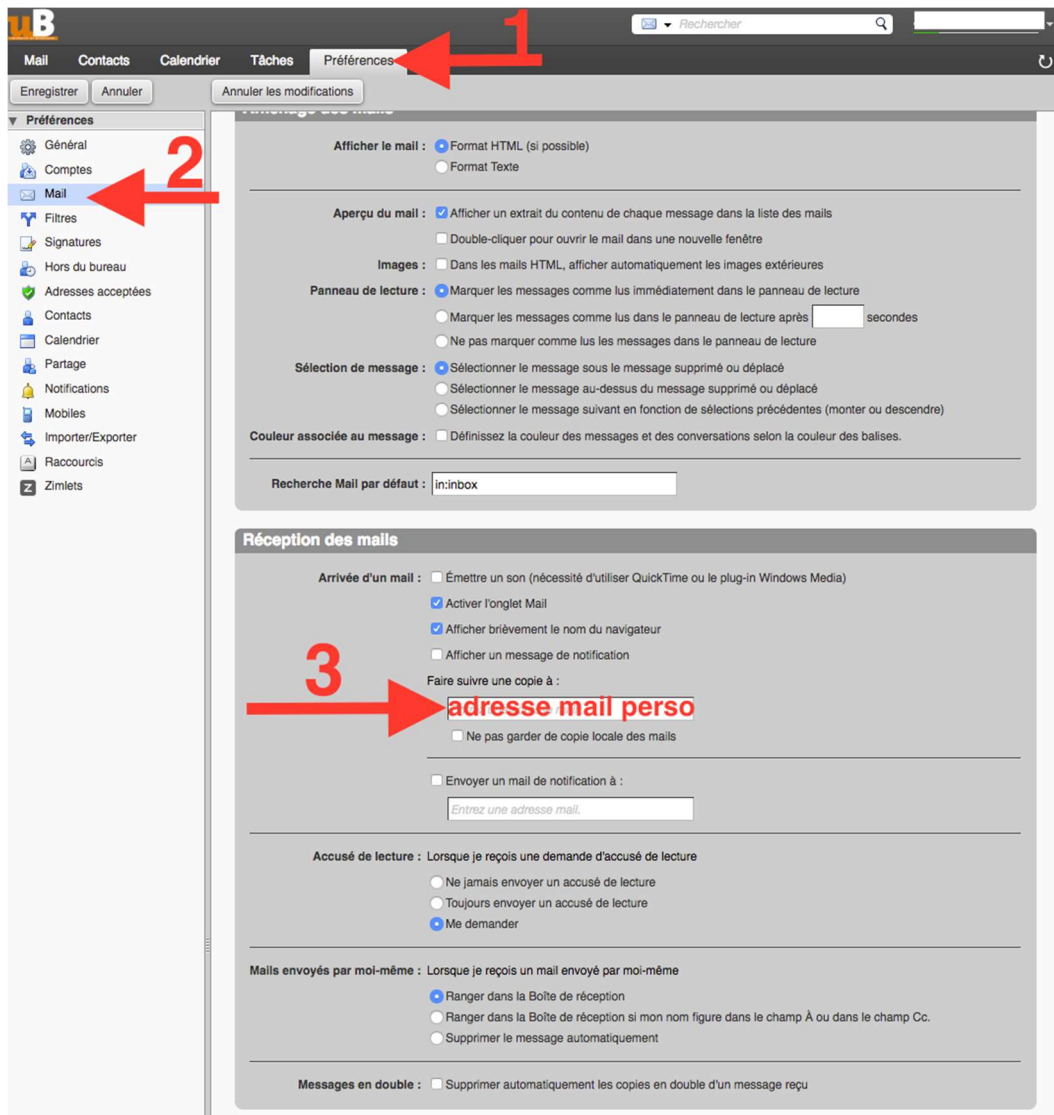 uB
1
Rechercher
Mail Contacts Calendrier Tâches Préférences
Enregistrer Annuler Annuler les modifications
Préférences
Général
2
Comptes
Mail
Filtres
Signatures
Hors du bureau
Adresses acceptées
Contacts
Calendrier
Partage
Notifications
Mobiles
Importer/Exporter
Raccourcis
Zimlets
Afficher le mail : Format HTML (si possible)
Format Texte
Aperçu du mail : Afficher un extrait du contenu de chaque message dans la liste des mails
Double-cliquer pour ouvrir le mail dans une nouvelle fenêtre
Images : Dans les mails HTML, afficher automatiquement les images extérieures
Panneau de lecture : Marquer les messages comme lus immédiatement dans le panneau de lecture
Marquer les messages comme lus dans le panneau de lecture après secondes
Ne pas marquer comme lus les messages dans le panneau de lecture
Sélection de message : Sélectionner le message sous le message supprimé ou déplacé
Sélectionner le message au-dessus du message supprimé ou déplacé
Sélectionner le message suivant en fonction de sélections précédentes (monter ou descendre)
Couleur associée au message : Définissez la couleur des messages et des conversations selon la couleur des balises.
Recherche Mail par défaut : in:inbox
Réception des mails
Arrivée d'un mail : Émettre un son (nécessité d'utiliser QuickTime ou le plug-in Windows Media)
Activer l'onglet Mail
Afficher brièvement le nom du navigateur
Afficher un message de notification
3
Faire suivre une copie à :
adresse mail perso
Ne pas garder de copie locale des mails
Envoyer un mail de notification à :
Entrez une adresse mail.
Accusé de lecture : Lorsque je reçois une demande d'accusé de lecture
Ne jamais envoyer un accusé de lecture
Toujours envoyer un accusé de lecture
Me demander
Mails envoyés par moi-même : Lorsque je reçois un mail envoyé par moi-même
Ranger dans la Boîte de réception
Ranger dans la Boîte de réception si mon nom figure dans le champ À ou dans le champ Cc.
Supprimer le message automatiquement
Messages en double : Supprimer automatiquement les copies en double d'un message reçu